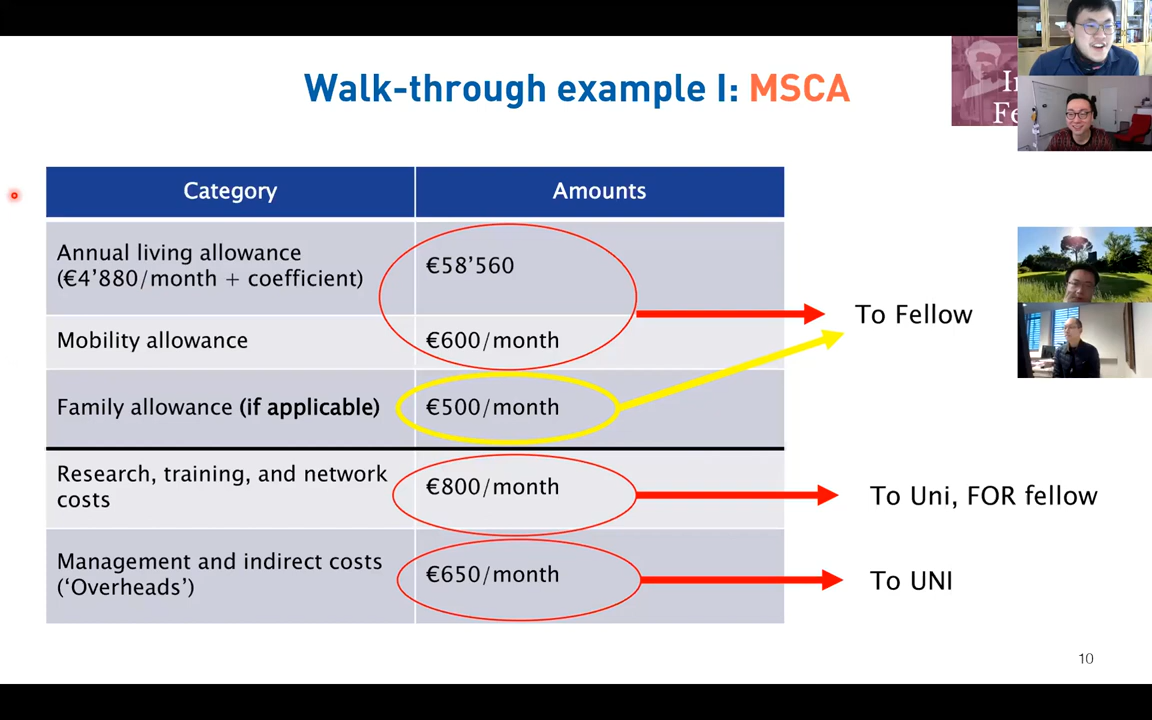 Walk-through example I: MSCA
Category
Amounts
Annual living allowance
(€4’880/month + coefficient)
€58’560
Mobility allowance
€600/month
To Fellow
Family allowance (if applicable)
€500/month
Research, training, and network
costs
€800/month
To Uni, FOR fellow
Management and indirect costs
(‘Overheads’)
€650/month
To UNI
10